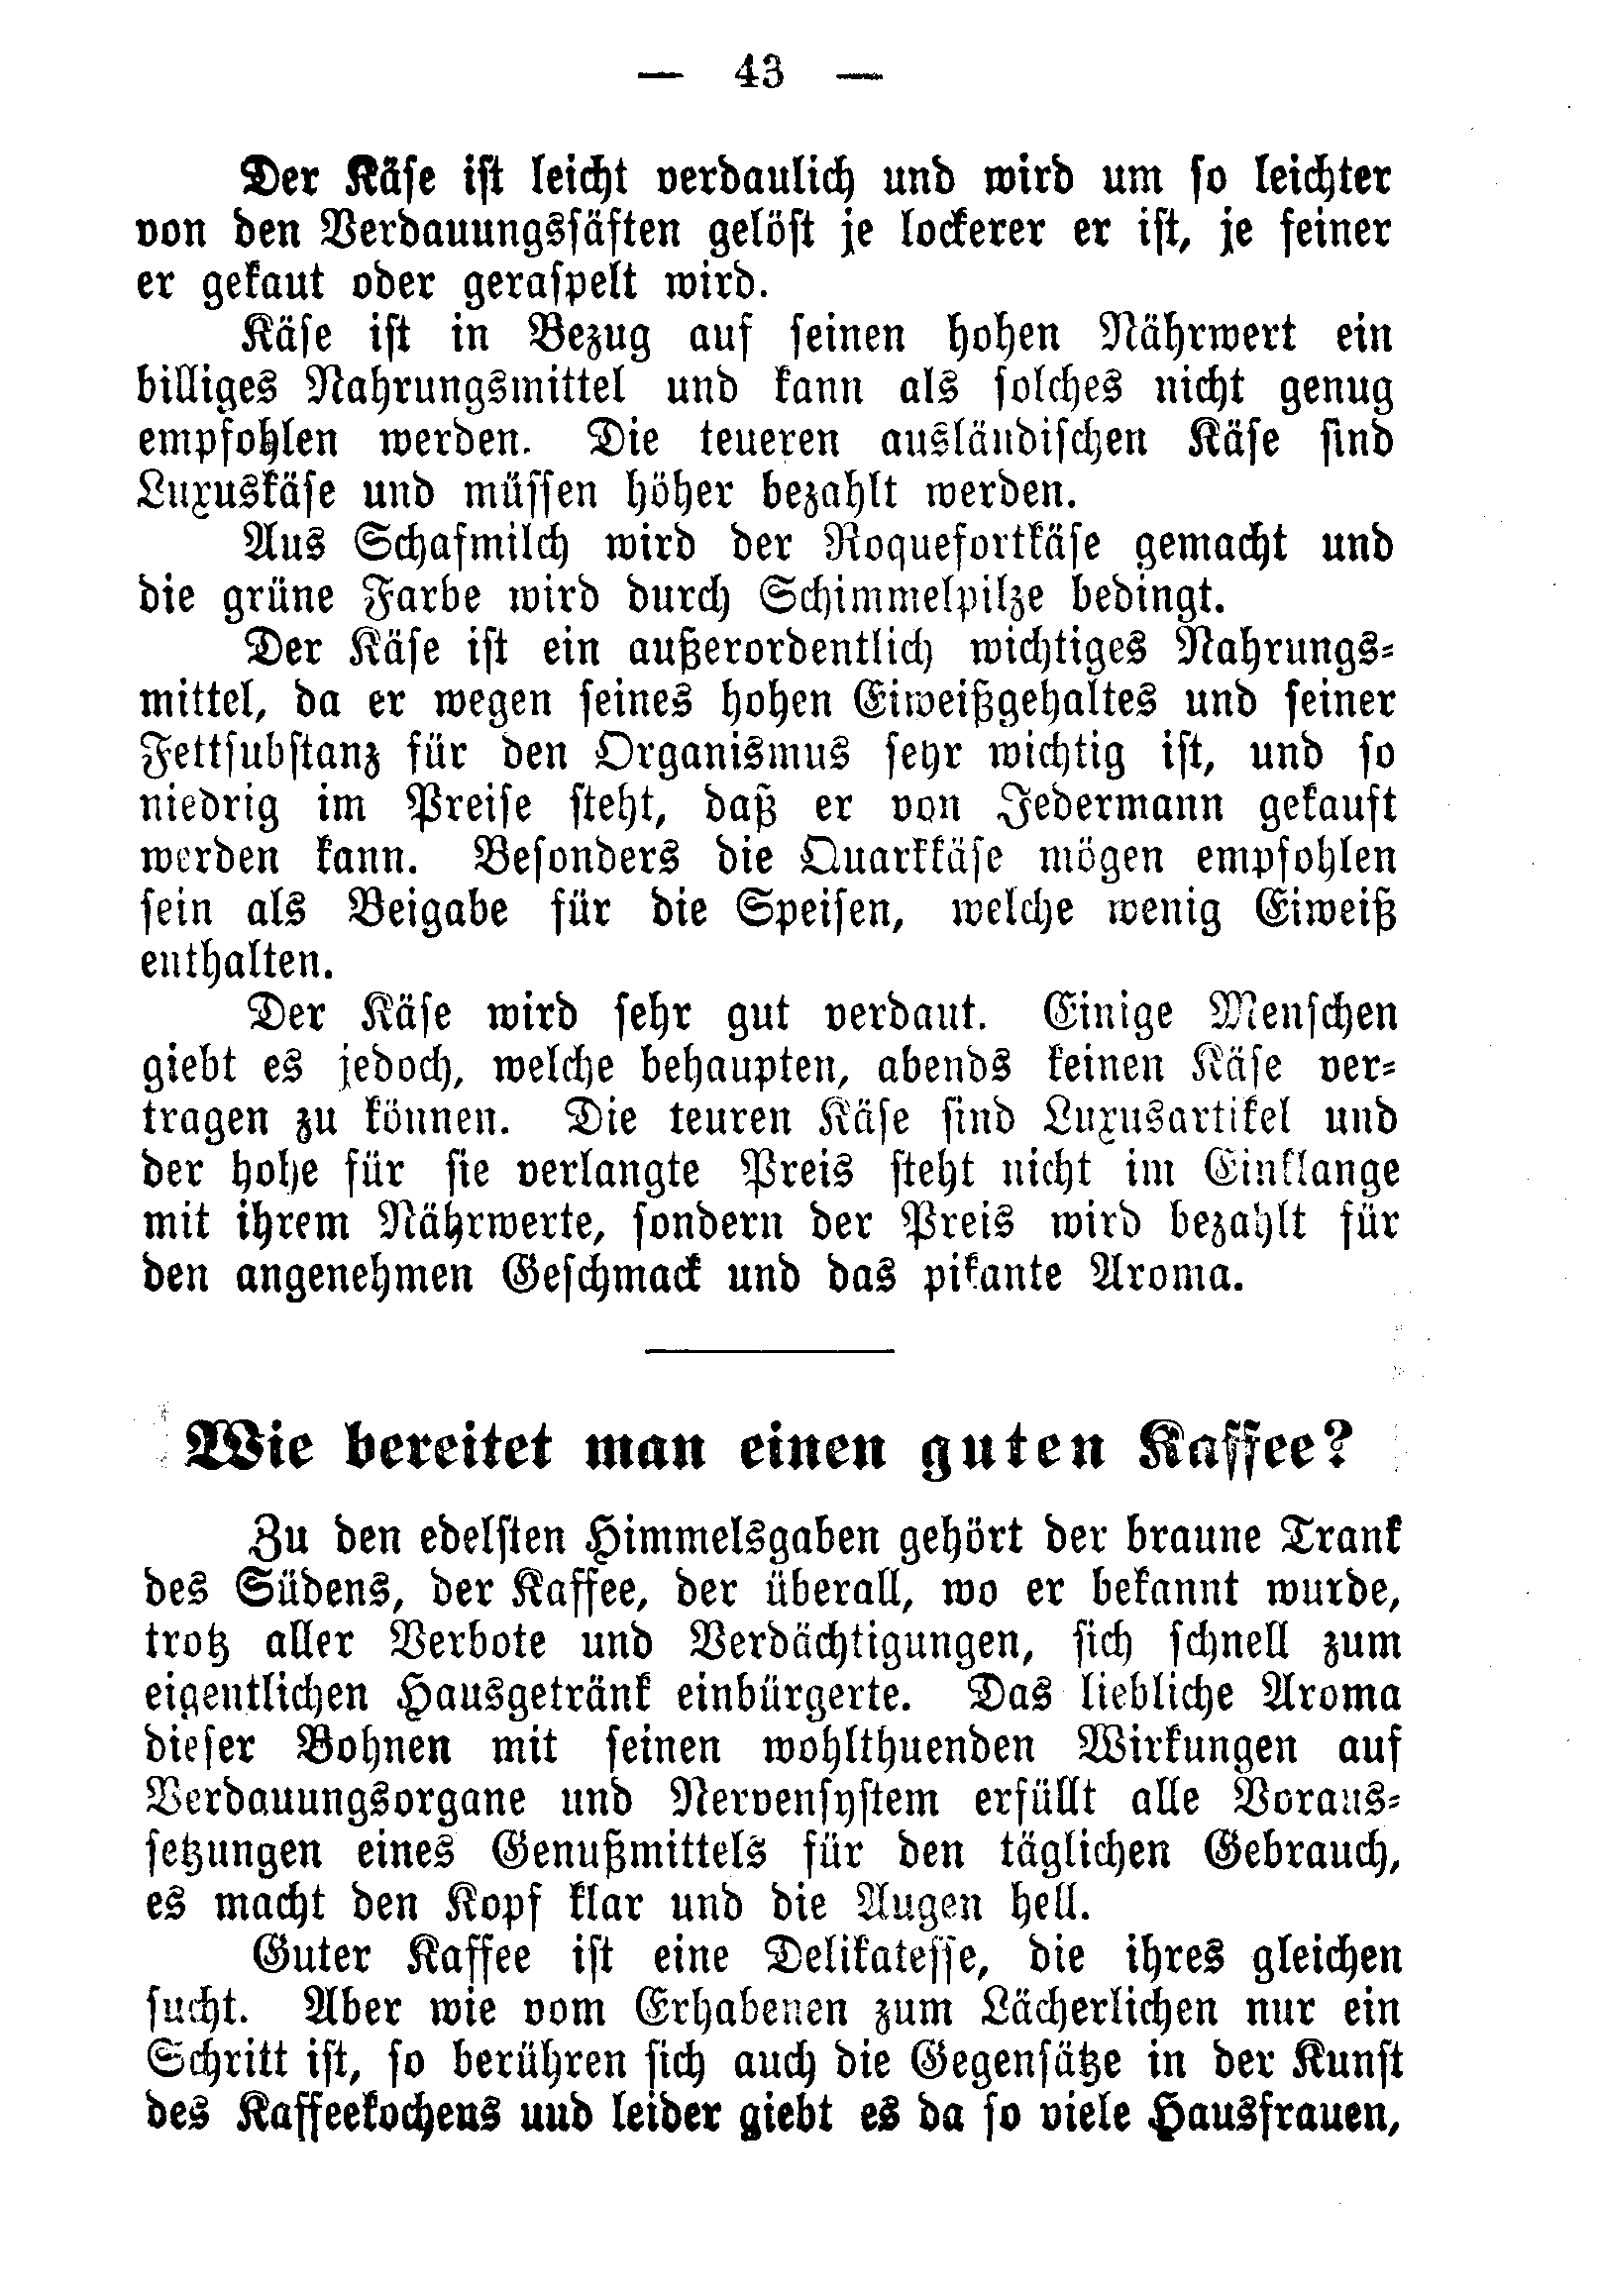 — 43 —
Der Käse ist leicht verdaulich und wird um so leichter
von den Verdauungssäften gelöst je lockerer er ist, je feiner
er gekaut oder geraspelt wird.
Käse ist in Bezug auf seinen hohen Nährwert ein
billiges Nahrungsmittel und kann als solches nicht genug
empfohlen werden. Die teueren ausländischen Käse sind
Luxuskäse und müssen höher bezahlt werden.
Aus Schafmilch wird der Roquefortkäse gemacht und
die grüne Farbe wird durch Schimmelpilze bedingt.
Der Käse ist ein außerordentlich wichtiges Nahrungs-
mittel, da er wegen seines hohen Eiweißgehaltes und seiner
Fettsubstanz für den Organismus sehr wichtig ist, und so
niedrig im Preise steht, daß er von Jedermann gekauft
werden kann. Besonders die Quarkkäse mögen empfohlen
sein als Beigabe für die Speisen, welche wenig Eiweiß
enthalten.
Der Käse wird sehr gut verdaut. Einige Menschen
giebt es jedoch, welche behaupten, abends keinen Käse ver-
tragen zu können. Die teuren Käse sind Luxusartikel und
der hohe für sie verlangte Preis steht nicht im Einklange
mit ihrem Nährwerte, sondern der Preis wird bezahlt für
den angenehmen Geschmack und das pikante Aroma.
Wie bereitet man einen guten Kaffee?
Zu den edelsten Himmelsgaben gehört der braune Trank
des Südens, der Kaffee, der überall, wo er bekannt wurde,
trotz aller Verbote und Verdächtigungen, sich schnell zum
eigentlichen Hausgetränk einbürgerte. Das liebliche Aroma
dieser Bohnen mit seinen wohlthuenden Wirkungen auf
Verdauungsorgane und Nervensystem erfüllt alle Voraus-
setzungen eines Genußmittels für den täglichen Gebrauch,
es macht den Kopf klar und die Augen hell.
Guter Kaffee ist eine Delikatesse, die ihres gleichen
sucht. Aber wie vom Erhabenen zum Lächerlichen nur ein
Schritt ist, so berühren sich auch die Gegensätze in der Kunst
des Kaffeekochens und leider giebt es da so viele Hausfrauen,